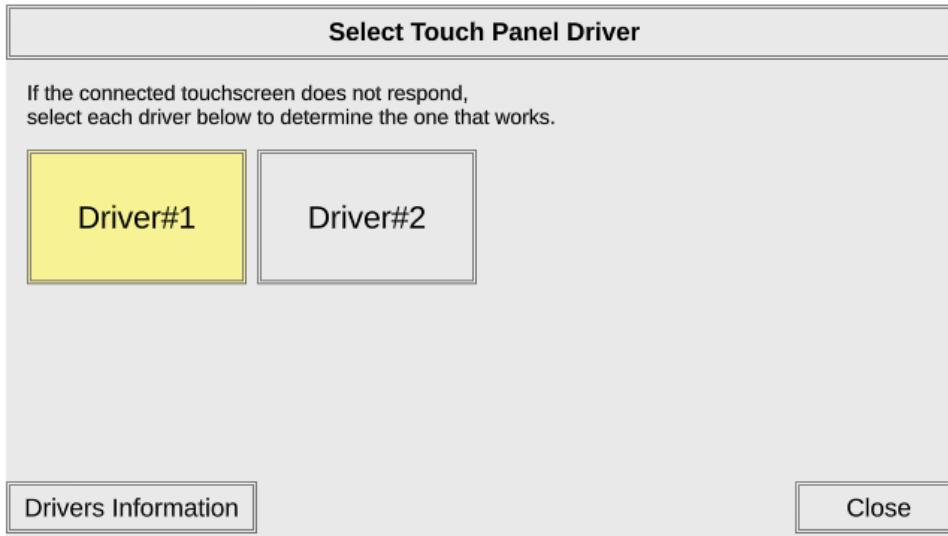 Select Touch Panel Driver
If the connected touchscreen does not respond,
select each driver below to determine the one that works.
Driver#1
Driver#2
Drivers Information
Close